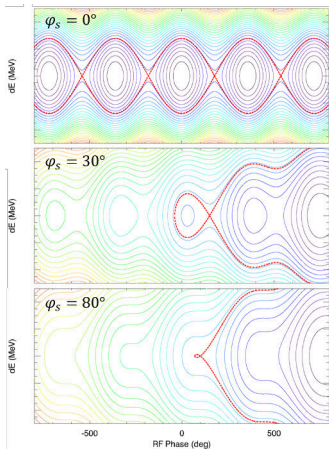 φₛ = 0°
dE (MeV)
φₛ = 30°
dE (MeV)
φₛ = 80°
dE (MeV)
-500 0 500
RF Phase (deg)